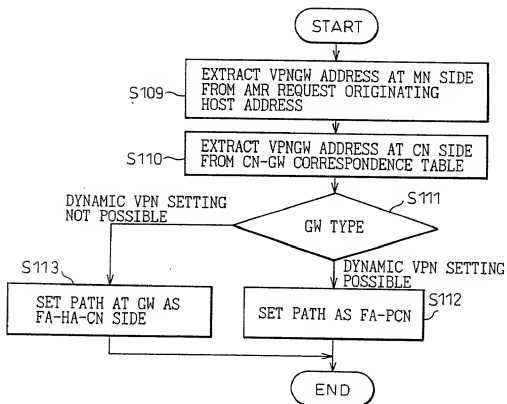 START
S109
EXTRACT VPNGW ADDRESS AT MN SIDE
FROM AMR REQUEST ORIGINATING
HOST ADDRESS
S110
EXTRACT VPNGW ADDRESS AT CN SIDE
FROM CN-GW CORRESPONDENCE TABLE
S111
GW TYPE
DYNAMIC VPN SETTING
NOT POSSIBLE
DYNAMIC VPN SETTING
POSSIBLE
S113
SET PATH AT GW AS
FA-HA-CN SIDE
S112
SET PATH AS FA-PCN
END